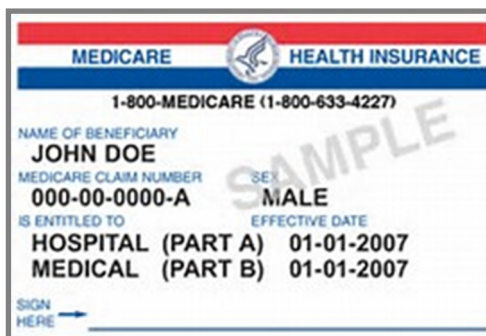 MEDICARE HEALTH INSURANCE
1-800-MEDICARE (1-800-633-4227)
NAME OF BENEFICIARY
JOHN DOE
MEDICARE CLAIM NUMBER SEX
000-00-0000-A MALE
IS ENTITLED TO EFFECTIVE DATE
HOSPITAL (PART A) 01-01-2007
MEDICAL (PART B) 01-01-2007
SIGN
HERE
SAMPLE